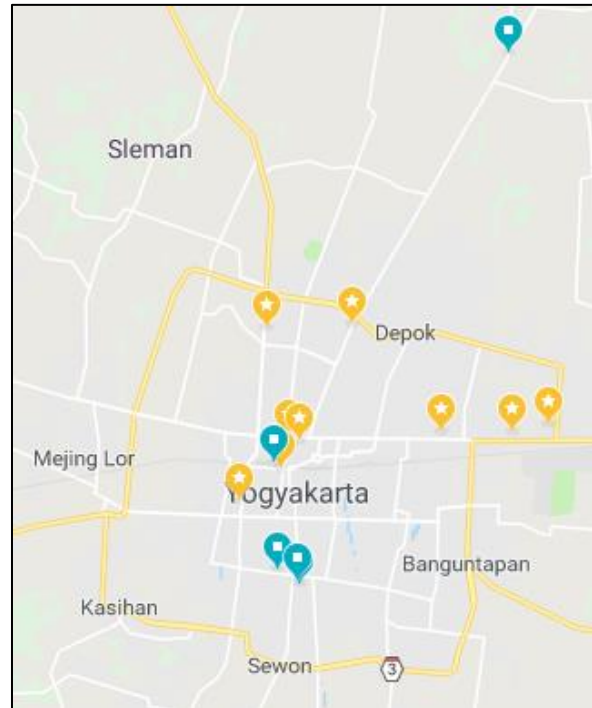 Sleman
Depok
Mejing Lor
Yogyakarta
Banguntapan
Kasihan
Sewon
3